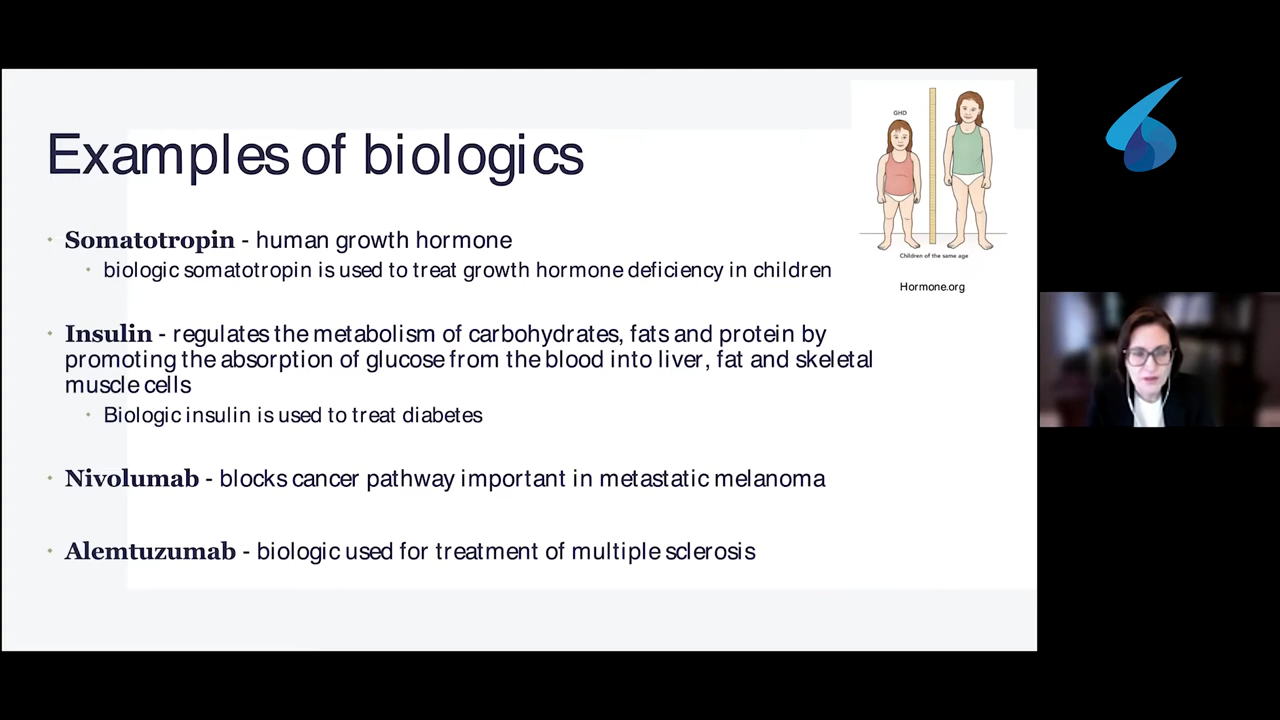 Examples of biologics
GHD
Children of the same age
Hormone.org
Somatotropin - human growth hormone
biologic somatotropin is used to treat growth hormone deficiency in children
Insulin - regulates the metabolism of carbohydrates, fats and protein by
promoting the absorption of glucose from the blood into liver, fat and skeletal
muscle cells
Biologic insulin is used to treat diabetes
Nivolumab - blocks cancer pathway important in metastatic melanoma
Alemtuzumab - biologic used for treatment of multiple sclerosis